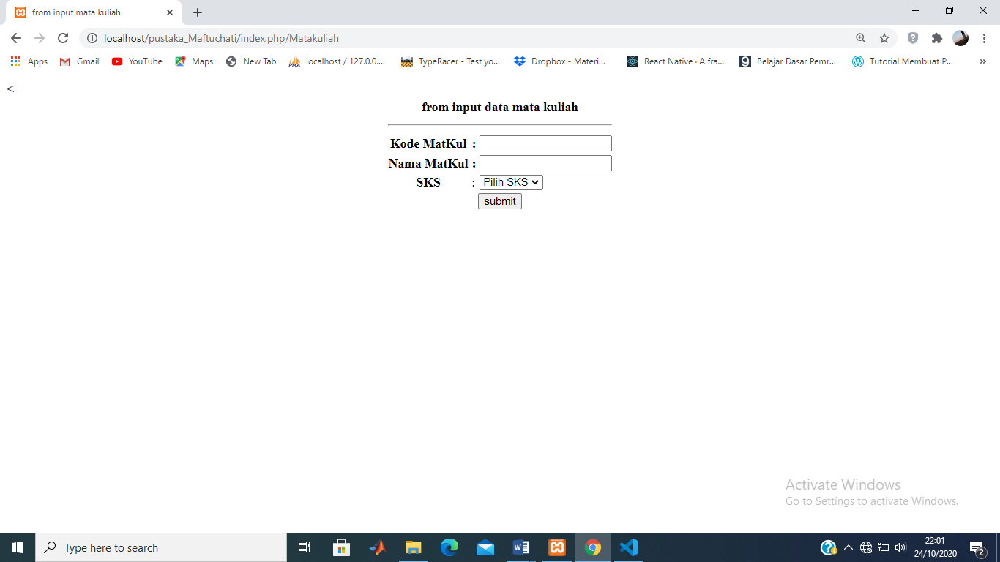 from input mata kuliah
localhost/pustaka_Maftuchati/index.php/Matakuliah
Apps Gmail YouTube Maps New Tab localhost / 127.0.0.... TypeRacer - Test yo... Dropbox - Materi... React Native · A fra... Belajar Dasar Pemr... Tutorial Membuat P... »
<
from input data mata kuliah
Kode MatKul :
Nama MatKul :
SKS : Pilih SKS
submit
Activate Windows
Go to Settings to activate Windows.
Type here to search
22:01
24/10/2020
2